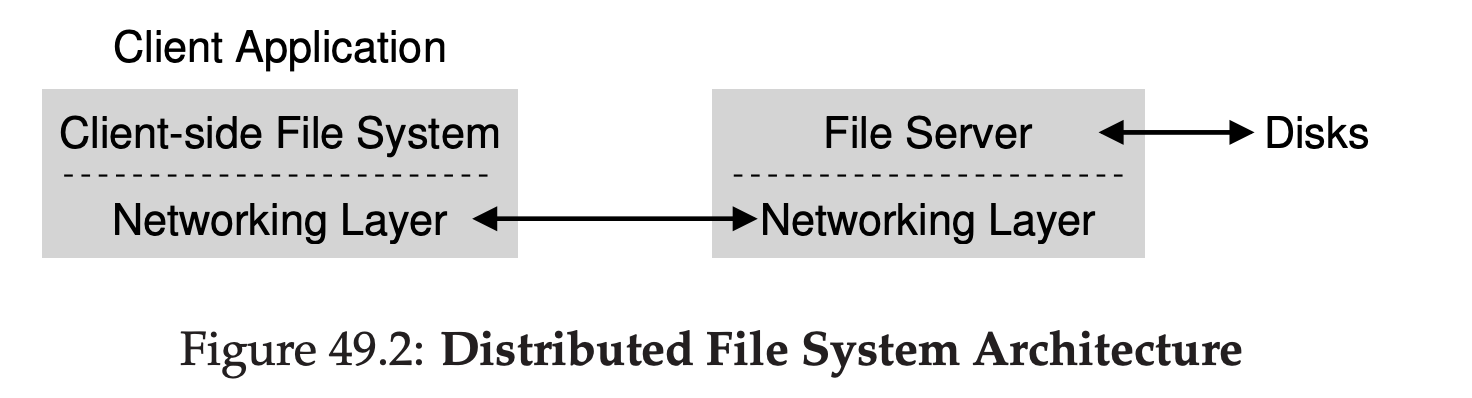 Client Application
Client-side File System
File Server
Disks
Networking Layer
Networking Layer
Figure 49.2: Distributed File System Architecture